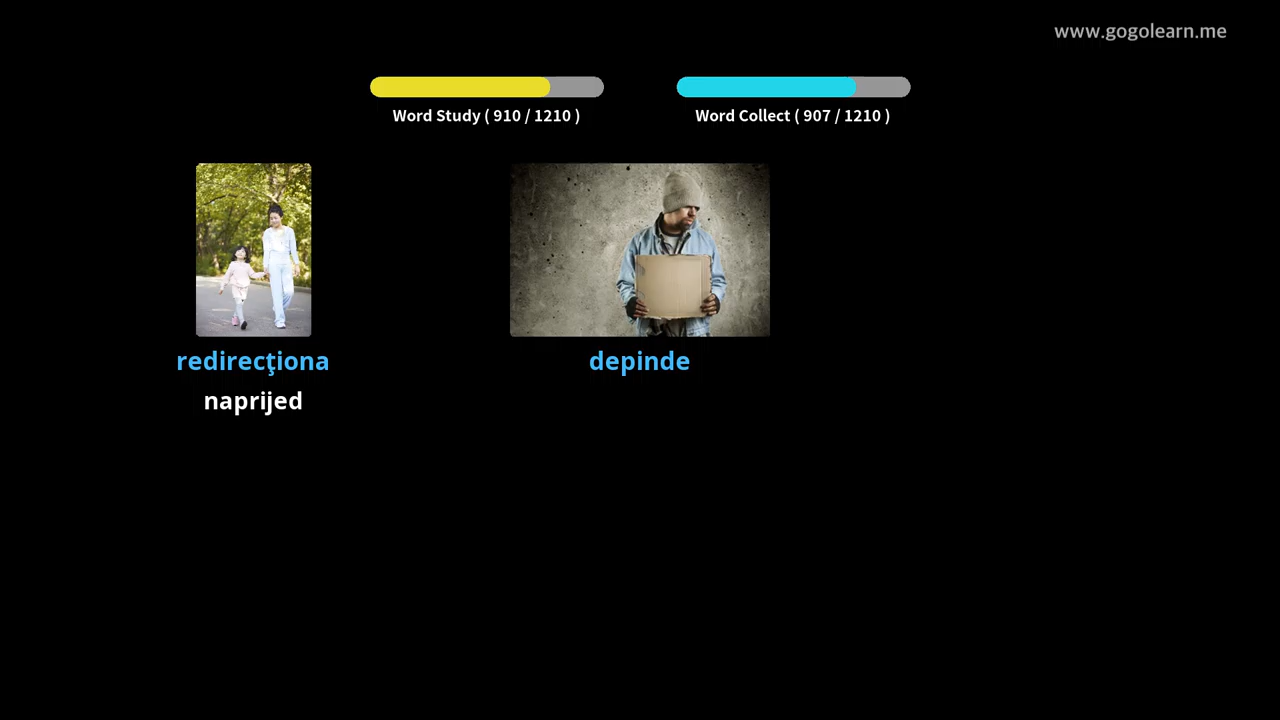 www.gogolearn.me
Word Study ( 910 / 1210 )
Word Collect ( 907 / 1210 )
redirecţiona
depinde
naprijed